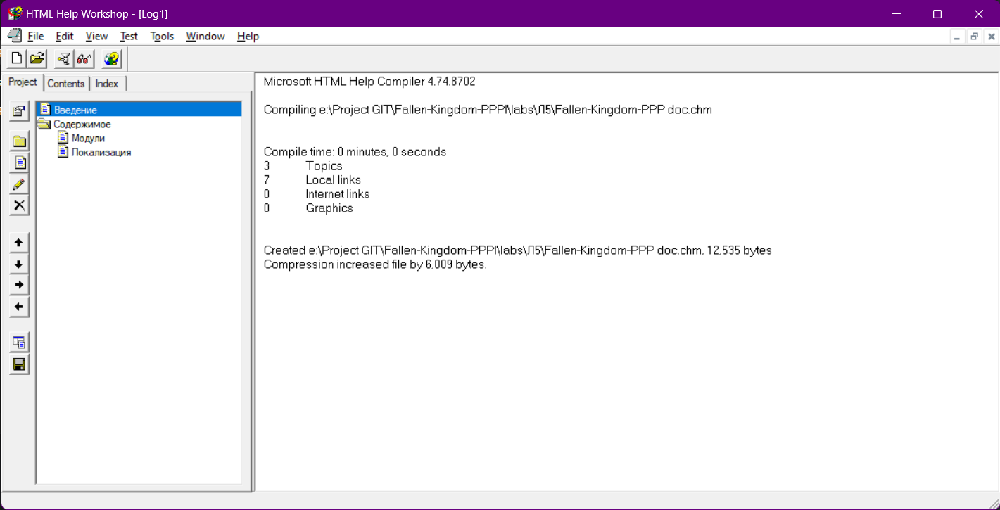 HTML Help Workshop - [Log1]
File Edit View Test Tools Window Help
Project Contents Index
Введение
Содержимое
Модули
Локализация
Microsoft HTML Help Compiler 4.74.8702
Compiling e:\Project GIT\Fallen-Kingdom-PPPI\labs\Л5\Fallen-Kingdom-PPP doc.chm
Compile time: 0 minutes, 0 seconds
3 Topics
7 Local links
0 Internet links
0 Graphics
Created e:\Project GIT\Fallen-Kingdom-PPPI\labs\Л5\Fallen-Kingdom-PPP doc.chm, 12,535 bytes
Compression increased file by 6,009 bytes.